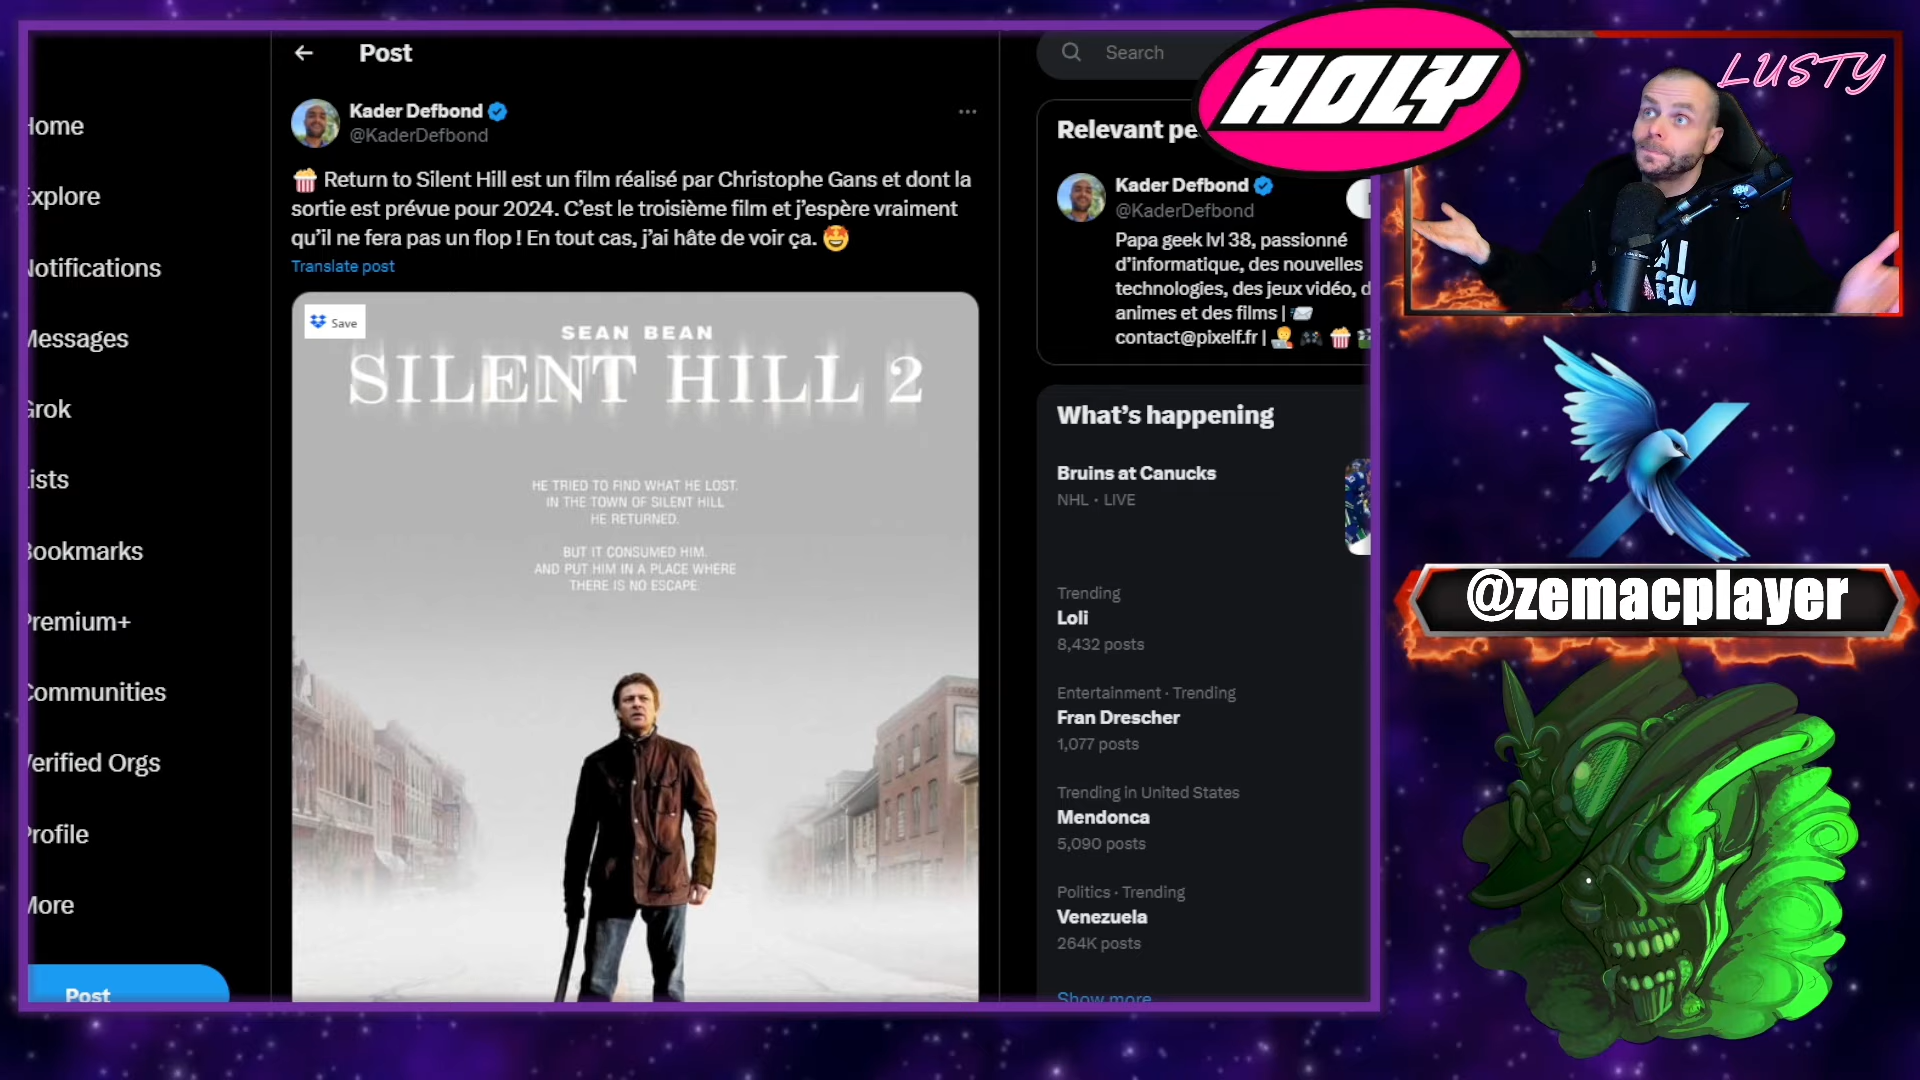 Post
Search
Home
Explore
Notifications
Messages
Grok
Lists
Bookmarks
Premium+
Communities
Verified Orgs
Profile
More
Post
Kader Defbond
@KaderDefbond
🍿 Return to Silent Hill est un film réalisé par Christophe Gans et dont la
sortie est prévue pour 2024. C'est le troisième film et j'espère vraiment
qu'il ne fera pas un flop ! En tout cas, j'ai hâte de voir ça. 🤩
Translate post
Save
SEAN BEAN
SILENT HILL 2
HE TRIED TO FIND WHAT HE LOST.
IN THE TOWN OF SILENT HILL
HE RETURNED.
BUT IT CONSUMED HIM.
AND PUT HIM IN A PLACE WHERE
THERE IS NO ESCAPE.
Relevant pe
Kader Defbond
@KaderDefbond
Papa geek lvl 38, passionné
d'informatique, des nouvelles
technologies, des jeux vidéo, d
animes et des films | 📨
contact@pixelf.fr | 🧑‍💻 🎮 🍿
What's happening
Bruins at Canucks
NHL · LIVE
Trending
Loli
8,432 posts
Entertainment · Trending
Fran Drescher
1,077 posts
Trending in United States
Mendonca
5,090 posts
Politics · Trending
Venezuela
264K posts
Show more
HOLY
LUSTY
@zemacplayer